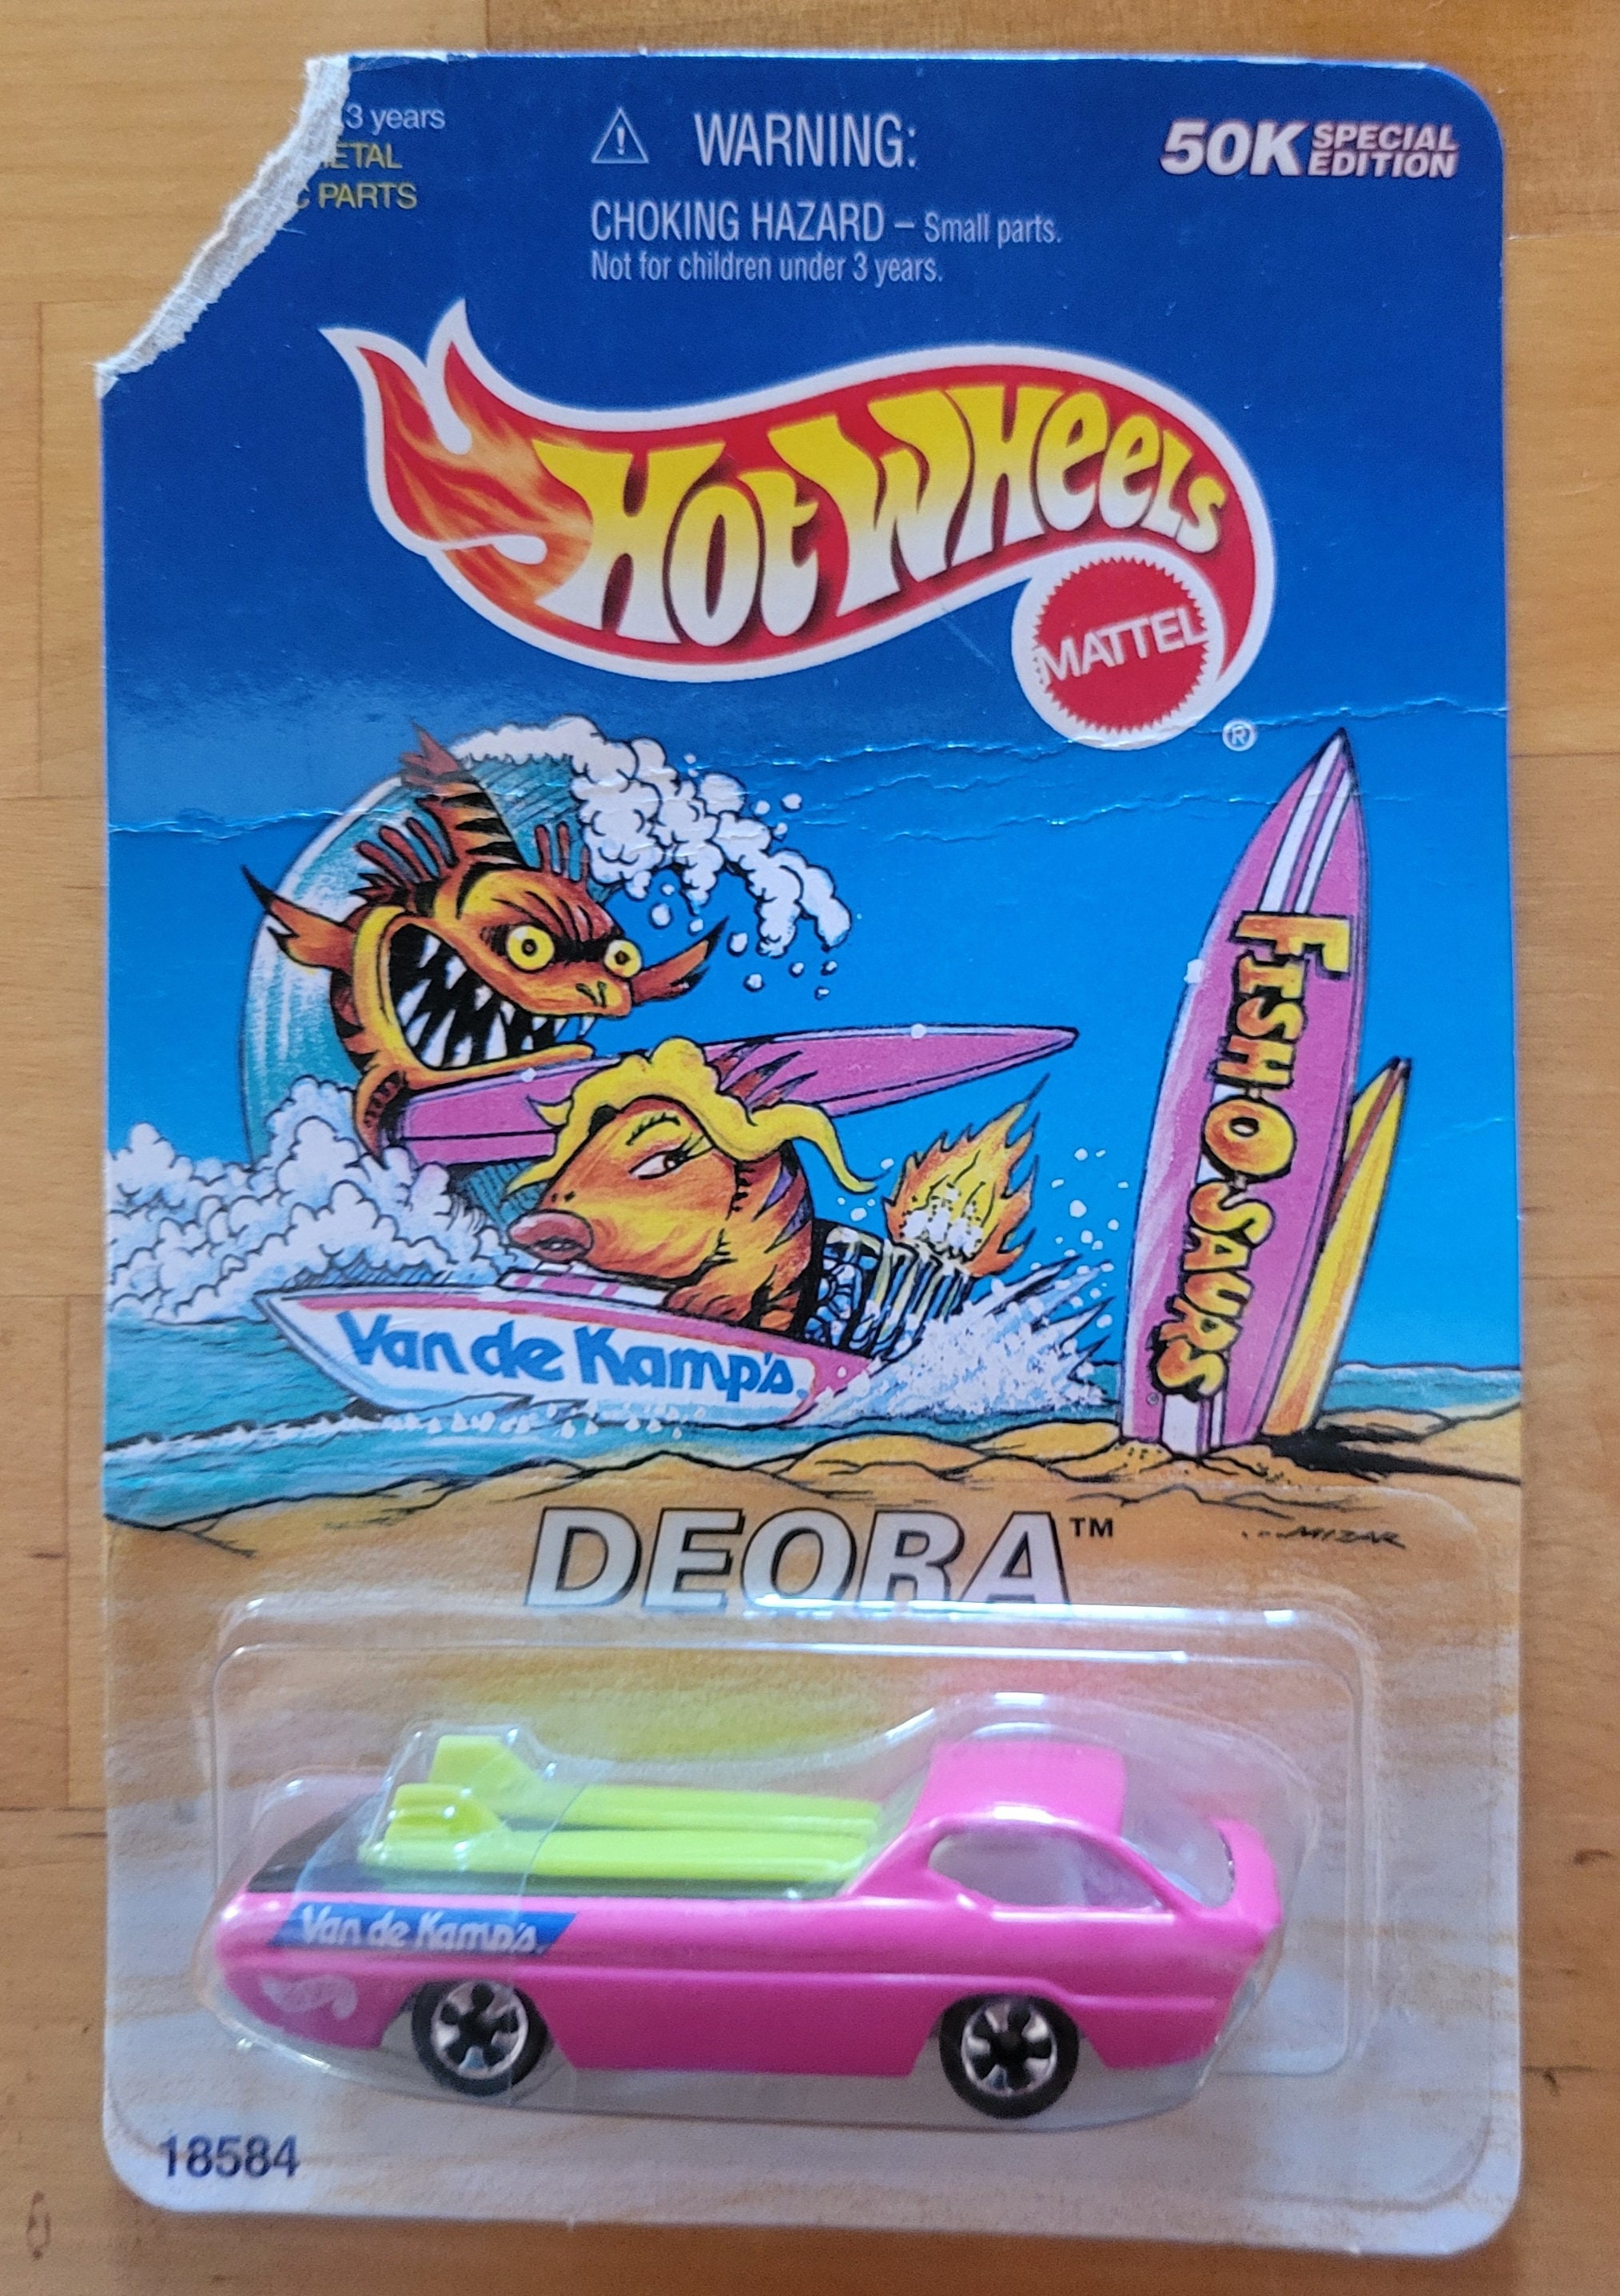 3 years
ETAL
C PARTS
WARNING:
CHOKING HAZARD – Small parts.
Not for children under 3 years.
50K SPECIAL
EDITION
HOT WHEELS
MATTEL
®
FISH-O-SAURS
Van de Kamp's
DEORA™
...MIZAR
Van de Kamp's
18584